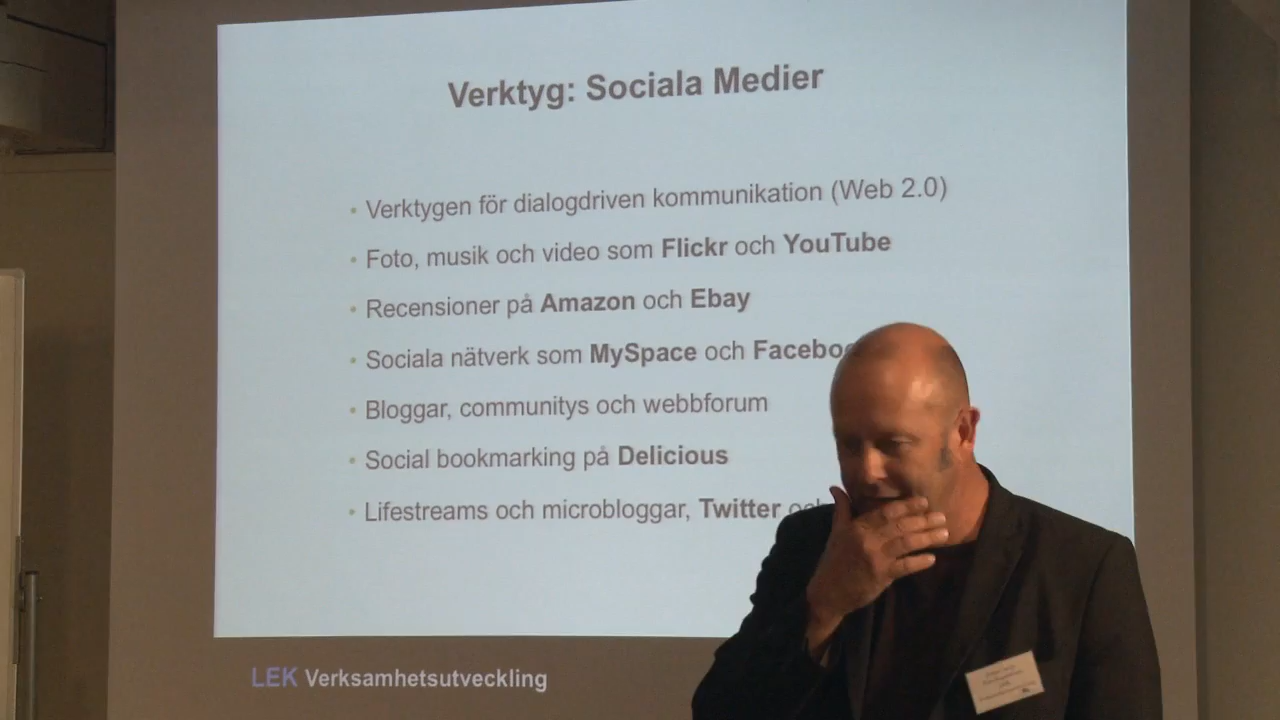 Verktyg: Sociala Medier
Verktygen för dialogdriven kommunikation (Web 2.0)
Foto, musik och video som Flickr och YouTube
Recensioner på Amazon och Ebay
Sociala nätverk som MySpace och Faceboo
Bloggar, communitys och webbforum
Social bookmarking på Delicious
Lifestreams och microbloggar, Twitter och
LEK Verksamhetsutveckling